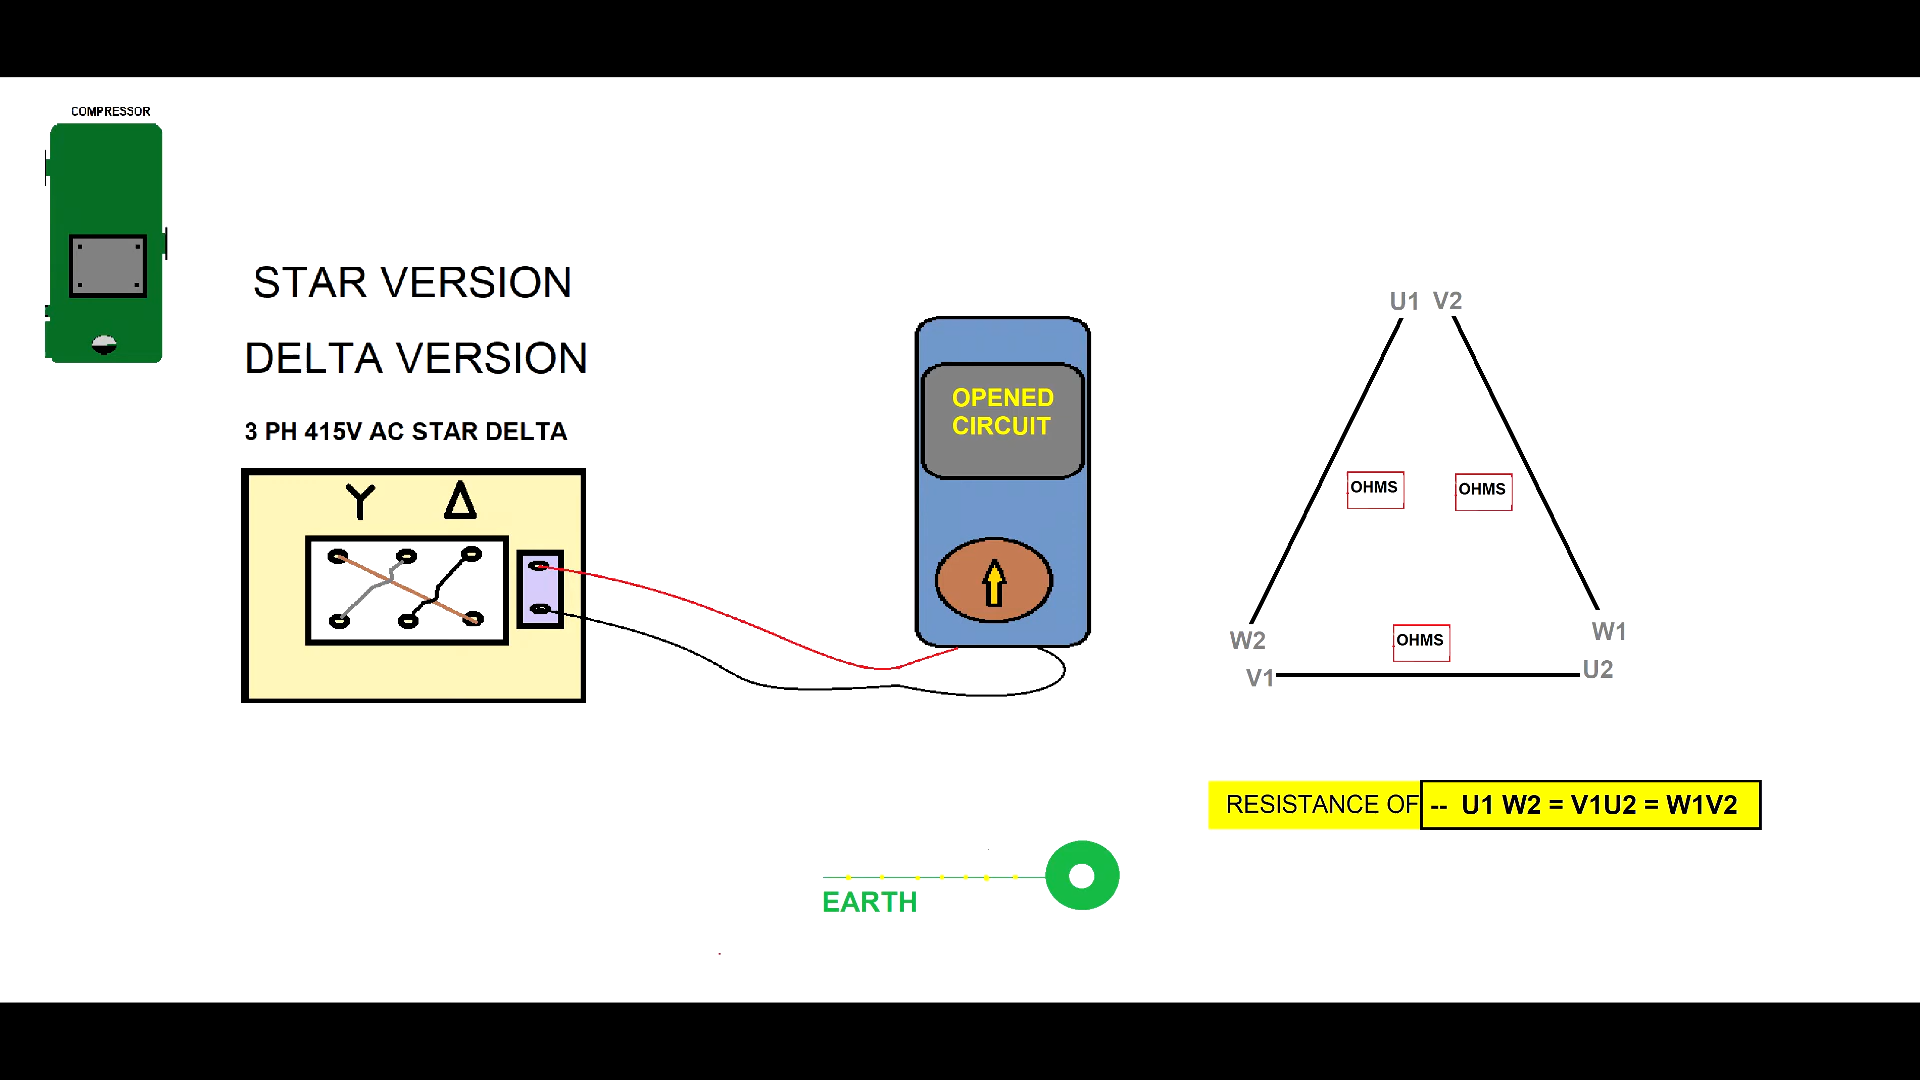 COMPRESSOR
STAR VERSION
DELTA VERSION
3 PH 415V AC STAR DELTA
Y Δ
OPENED
CIRCUIT
U1 V2
OHMS OHMS
OHMS
W2 W1
V1 U2
RESISTANCE OF -- U1 W2 = V1U2 = W1V2
EARTH